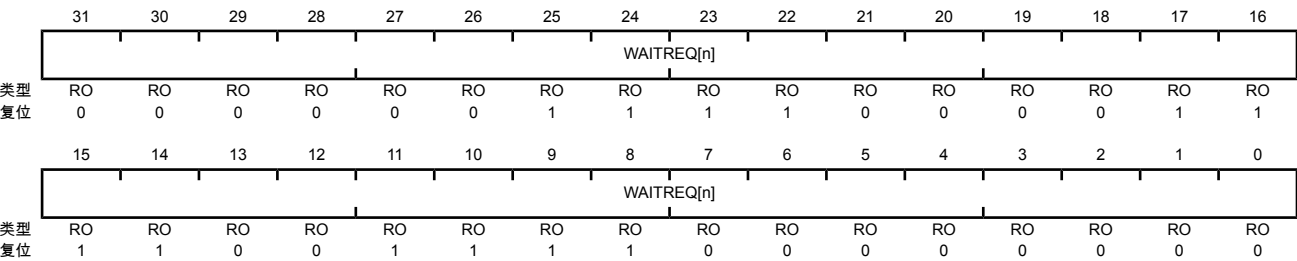 31 30 29 28 27 26 25 24 23 22 21 20 19 18 17 16
WAITREQ[n]
类型 RO RO RO RO RO RO RO RO RO RO RO RO RO RO RO RO
复位 0 0 0 0 0 0 1 1 1 1 0 0 0 0 1 1
15 14 13 12 11 10 9 8 7 6 5 4 3 2 1 0
WAITREQ[n]
类型 RO RO RO RO RO RO RO RO RO RO RO RO RO RO RO RO
复位 1 1 0 0 1 1 1 1 0 0 0 0 0 0 0 0